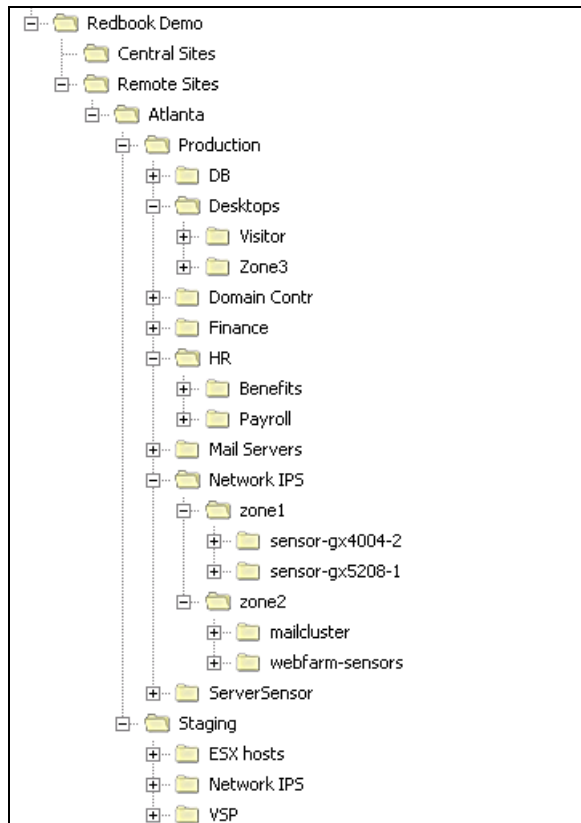 Redbook Demo
Central Sites
Remote Sites
Atlanta
Production
DB
Desktops
Visitor
Zone3
Domain Contr
Finance
HR
Benefits
Payroll
Mail Servers
Network IPS
zone1
sensor-gx4004-2
sensor-gx5208-1
zone2
mailcluster
webfarm-sensors
ServerSensor
Staging
ESX hosts
Network IPS
VSP